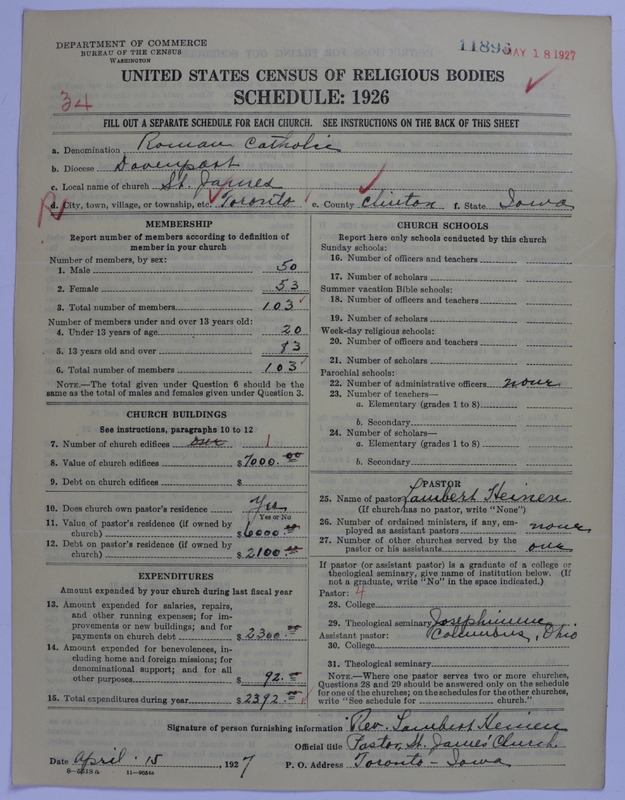 DEPARTMENT OF COMMERCE
BUREAU OF THE CENSUS
WASHINGTON
11895 MAY 18 1927
UNITED STATES CENSUS OF RELIGIOUS BODIES
SCHEDULE: 1926
34
FILL OUT A SEPARATE SCHEDULE FOR EACH CHURCH. SEE INSTRUCTIONS ON THE BACK OF THIS SHEET
a. Denomination Roman Catholic
b. Diocese Davenport
c. Local name of church St. James
d. City, town, village, or township, etc. Toronto e. County Clinton f. State Iowa
MEMBERSHIP
Report number of members according to definition of member in your church
Number of members, by sex:
1. Male 50
2. Female 53
3. Total number of members 103
Number of members under and over 13 years old:
4. Under 13 years of age 20
5. 13 years old and over 83
6. Total number of members 103
NOTE.—The total given under Question 6 should be the same as the total of males and females given under Question 3.
CHURCH BUILDINGS
See instructions, paragraphs 10 to 12
7. Number of church edifices one 1
8. Value of church edifices $ 7000.00
9. Debt on church edifices $
10. Does church own pastor's residence Yes
Yes or No
11. Value of pastor's residence (if owned by church) $ 6000.00
12. Debt on pastor's residence (if owned by church) $ 2100.00
EXPENDITURES
Amount expended by your church during last fiscal year
13. Amount expended for salaries, repairs, and other running expenses; for improvements or new buildings; and for payments on church debt $ 2300.00
14. Amount expended for benevolences, including home and foreign missions; for denominational support; and for all other purposes $ 92.00
15. Total expenditures during year $ 2392.00
CHURCH SCHOOLS
Report here only schools conducted by this church
Sunday schools:
16. Number of officers and teachers
17. Number of scholars
Summer vacation Bible schools:
18. Number of officers and teachers
19. Number of scholars
Week-day religious schools:
20. Number of officers and teachers
21. Number of scholars
Parochial schools:
22. Number of administrative officers none
23. Number of teachers—
a. Elementary (grades 1 to 8)
b. Secondary
24. Number of scholars—
a. Elementary (grades 1 to 8)
b. Secondary
PASTOR
25. Name of pastor Lambert Heinen
(If church has no pastor, write "None")
26. Number of ordained ministers, if any, employed as assistant pastors none
27. Number of other churches served by the pastor or his assistants one
If pastor (or assistant pastor) is a graduate of a college or theological seminary, give name of institution below. (If not a graduate, write "No" in the space indicated.)
Pastor: 4
28. College
29. Theological seminary Josephinum
Assistant pastor: Columbus, Ohio
30. College
31. Theological seminary
NOTE.—Where one pastor serves two or more churches, Questions 28 and 29 should be answered only on the schedule for one of the churches; on the schedules for the other churches, write "See schedule for church."
Signature of person furnishing information Rev. Lambert Heinen
Official title Pastor, St. James Church
Date April 15, 1927 P. O. Address Toronto - Iowa
11—9056